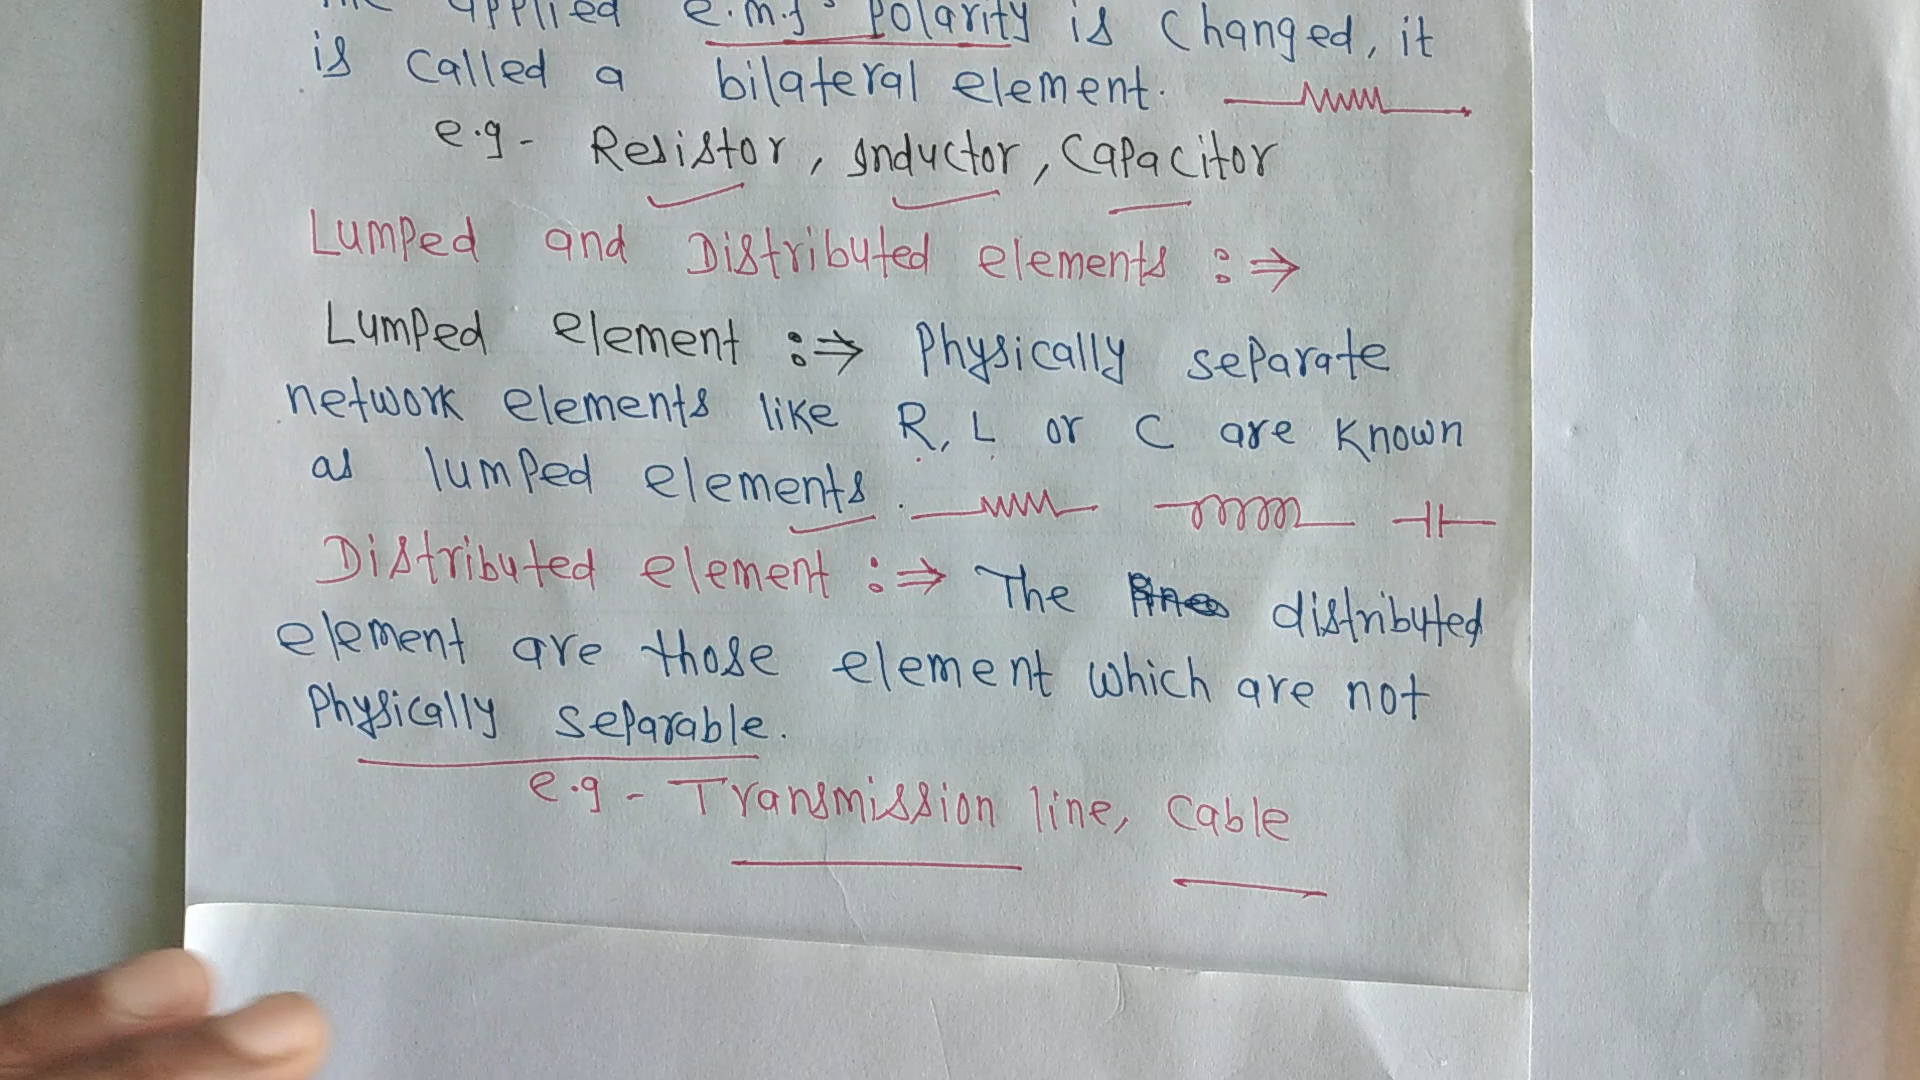 the applied e.m.f. polarity is changed, it
is called a bilateral element.
e.g - Resistor, Inductor, Capacitor
Lumped and Distributed elements :⇒
Lumped element :⇒ Physically separate
network elements like R, L or C are known
as lumped elements.
Distributed element :⇒ The distributed
element are those element which are not
Physically separable.
e.g - Transmission line, Cable